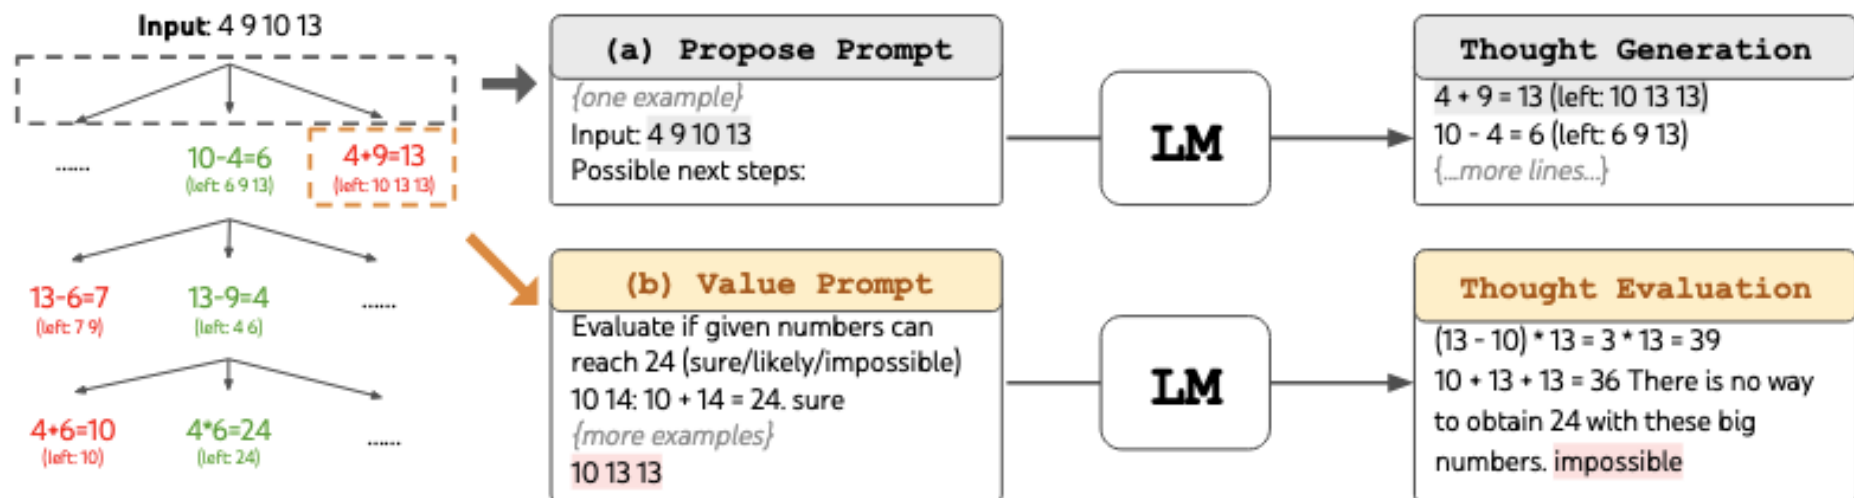 Input: 4 9 10 13
......
10-4=6
(left: 6 9 13)
4+9=13
(left: 10 13 13)
13-6=7
(left: 7 9)
13-9=4
(left: 4 6)
......
4+6=10
(left: 10)
4*6=24
(left: 24)
......
(a) Propose Prompt
{one example}
Input: 4 9 10 13
Possible next steps:
LM
Thought Generation
4 + 9 = 13 (left: 10 13 13)
10 - 4 = 6 (left: 6 9 13)
{...more lines...}
(b) Value Prompt
Evaluate if given numbers can
reach 24 (sure/likely/impossible)
10 14: 10 + 14 = 24. sure
{more examples}
10 13 13
LM
Thought Evaluation
(13 - 10) * 13 = 3 * 13 = 39
10 + 13 + 13 = 36 There is no way
to obtain 24 with these big
numbers. impossible